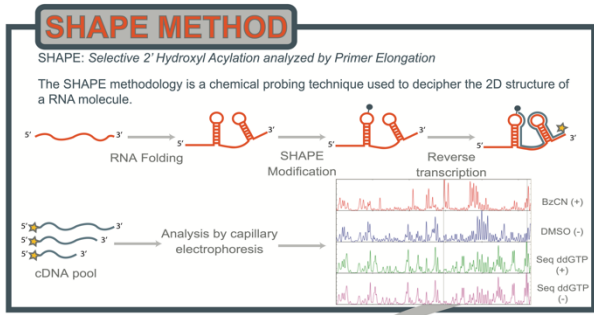 SHAPE METHOD
SHAPE: Selective 2' Hydroxyl Acylation analyzed by Primer Elongation
The SHAPE methodology is a chemical probing technique used to decipher the 2D structure of
a RNA molecule.
5' 3'
RNA Folding
5' 3'
SHAPE
Modification
5' 3'
Reverse
transcription
5' 3'
5' 3'
5' 3'
5' 3'
cDNA pool
Analysis by capillary
electrophoresis
BzCN (+)
DMSO (-)
Seq ddGTP
(+)
Seq ddGTP
(-)